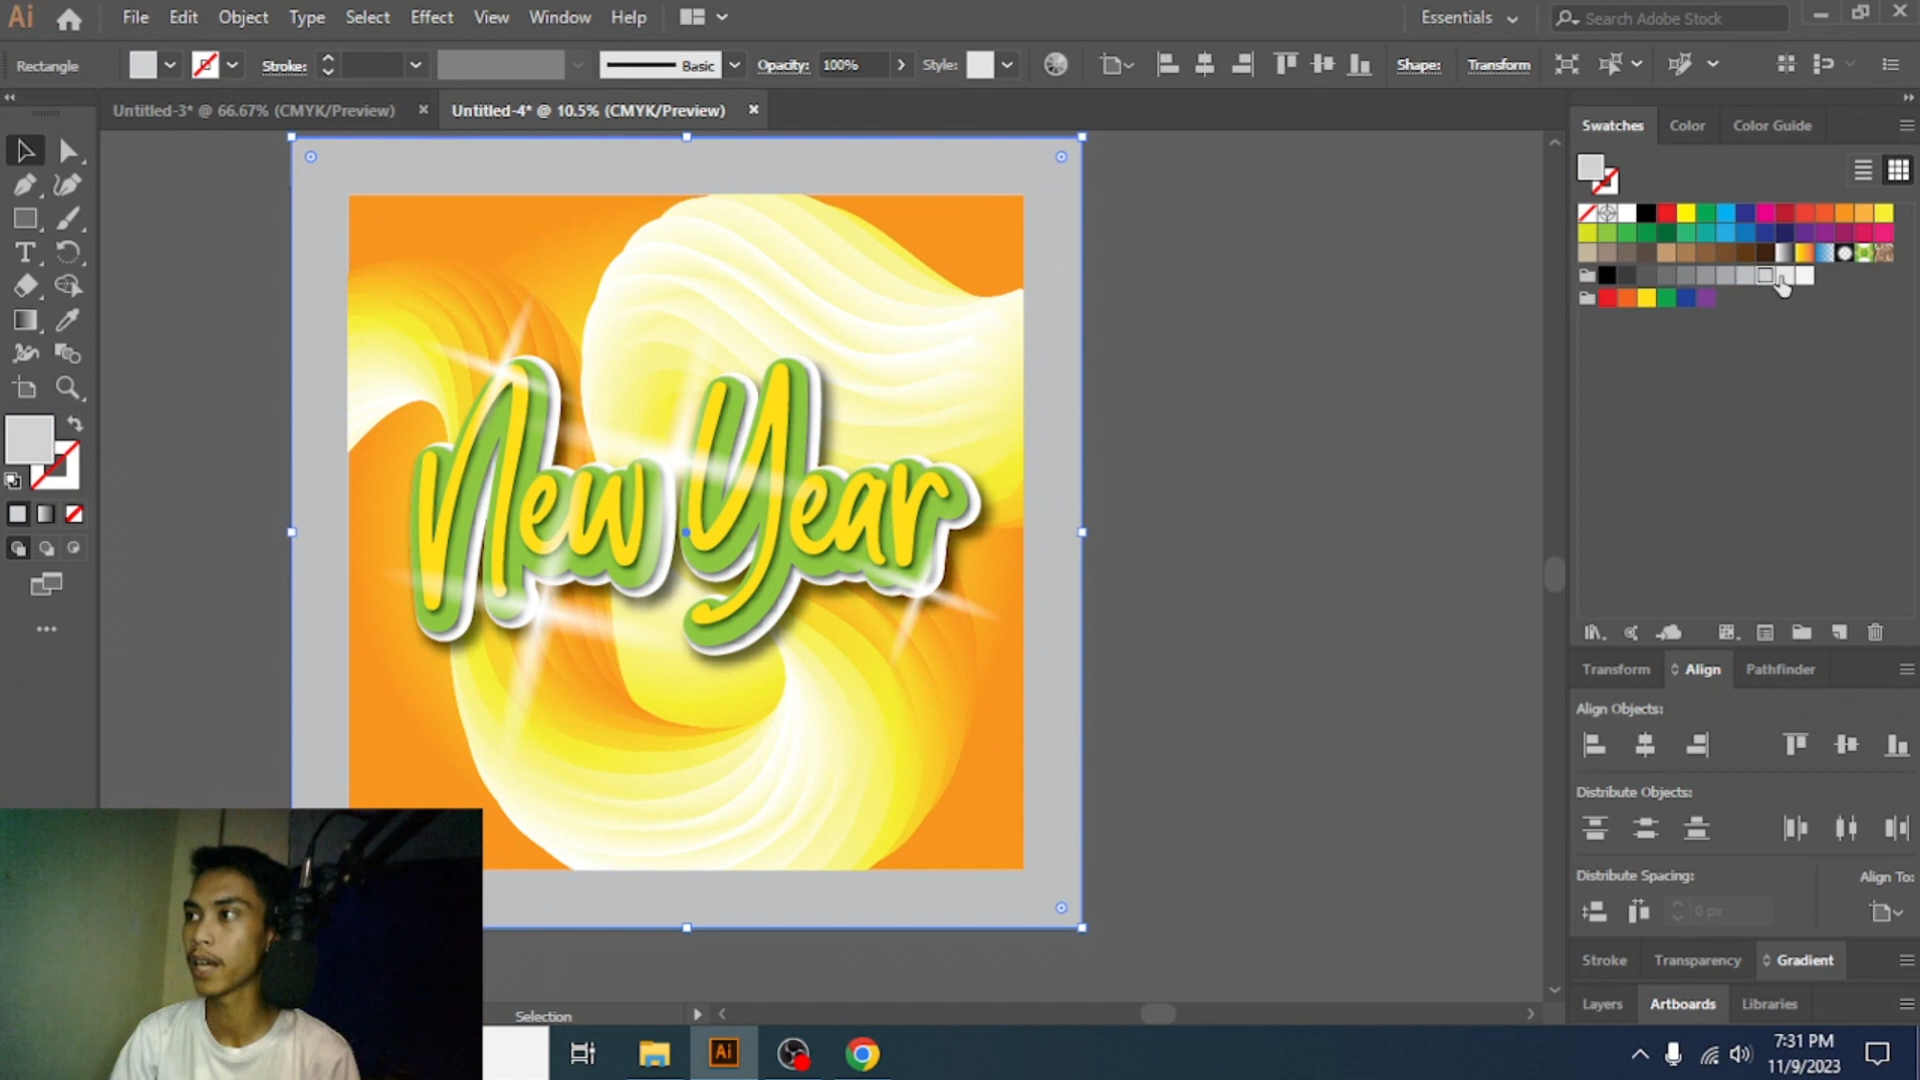 Ai File Edit Object Type Select Effect View Window Help Essentials Search Adobe Stock
Rectangle Stroke: Basic Opacity: 100% Style: Shape: Transform
Untitled-3* @ 66.67% (CMYK/Preview) Untitled-4* @ 10.5% (CMYK/Preview)
Swatches Color Color Guide
New Year
Transform Align Pathfinder
Align Objects:
Distribute Objects:
Distribute Spacing: Align To:
0 px
Stroke Transparency Gradient
Layers Artboards Libraries
Selection
Ai
7:31 PM
11/9/2023